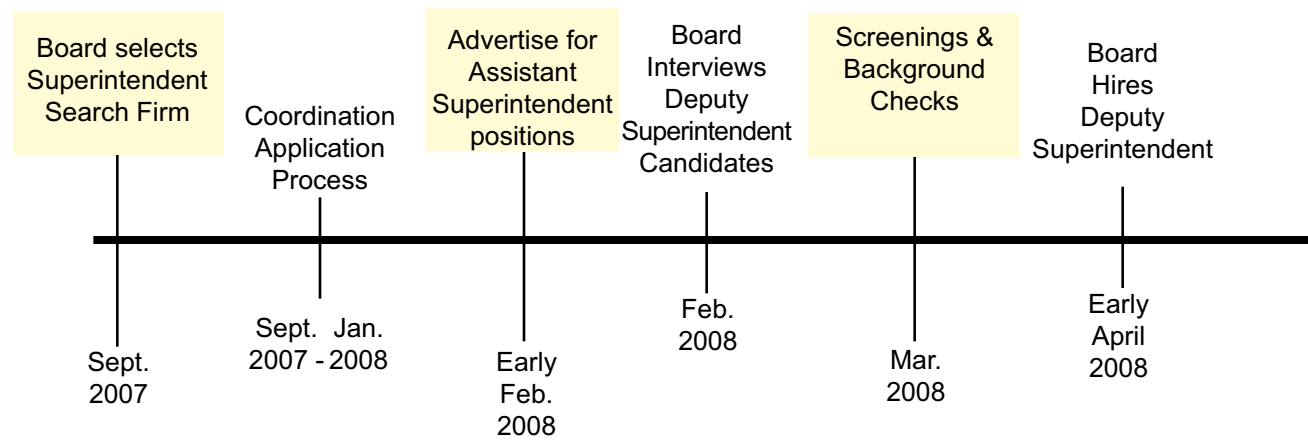 Board selects
Superintendent
Search Firm
Coordination
Application
Process
Advertise for
Assistant
Superintendent
positions
Board
Interviews
Deputy
Superintendent
Candidates
Screenings &
Background
Checks
Board
Hires
Deputy
Superintendent
Sept.
2007
Sept. Jan.
2007 - 2008
Early
Feb.
2008
Feb.
2008
Mar.
2008
Early
April
2008